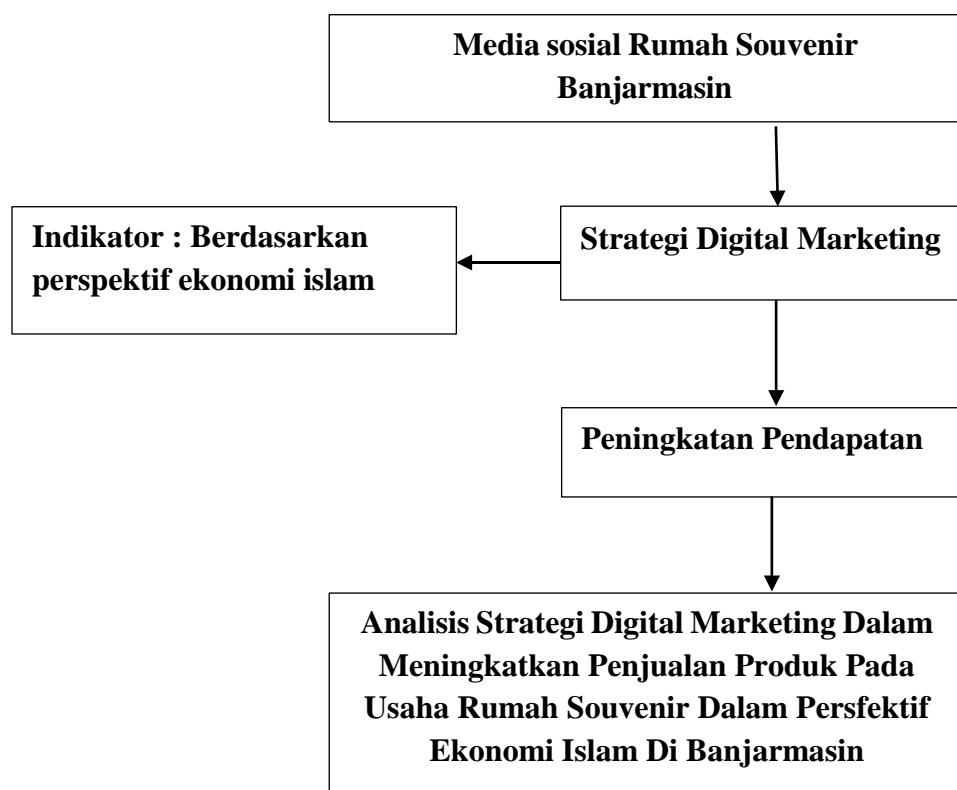 Media sosial Rumah Souvenir
Banjarmasin
Indikator : Berdasarkan
perspektif ekonomi islam
Strategi Digital Marketing
Peningkatan Pendapatan
Analisis Strategi Digital Marketing Dalam
Meningkatkan Penjualan Produk Pada
Usaha Rumah Souvenir Dalam Persfektif
Ekonomi Islam Di Banjarmasin